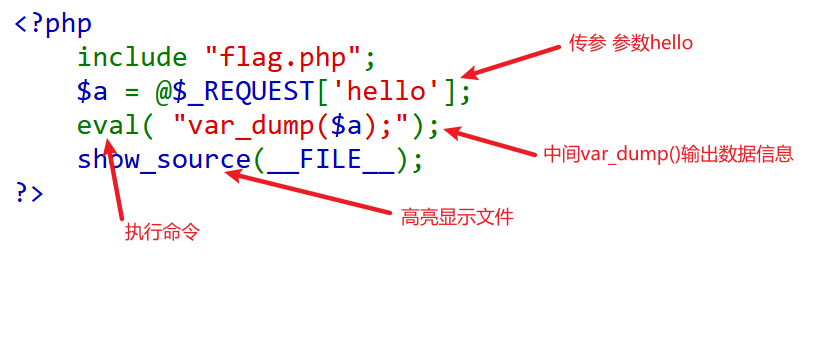 <?php
include "flag.php";
传参 参数hello
$a = @$_REQUEST['hello'];
eval( "var_dump($a);");
中间var_dump()输出数据信息
show_source(__FILE__);
?>
高亮显示文件
执行命令